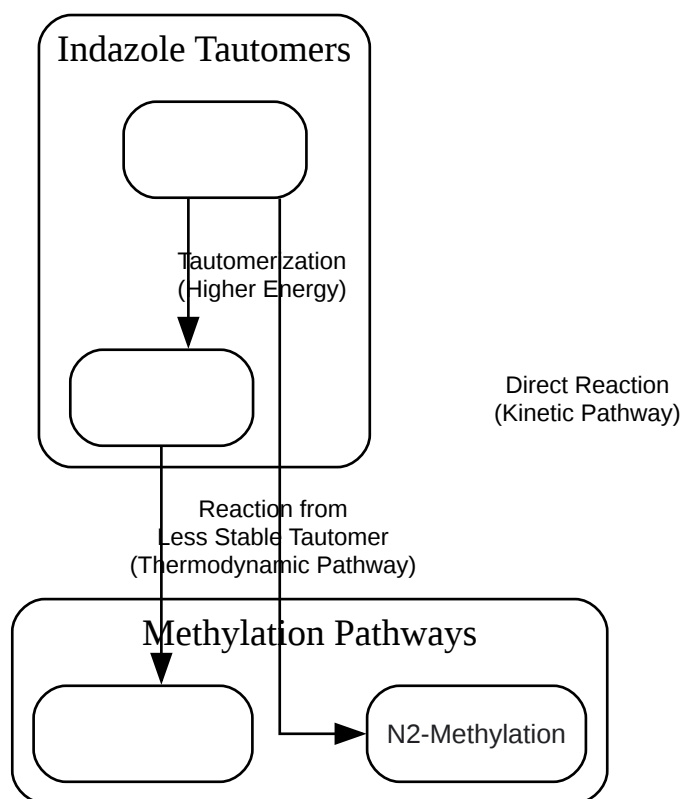 Indazole Tautomers
Tautomerization
(Higher Energy)
Direct Reaction
(Kinetic Pathway)
Reaction from
Less Stable Tautomer
(Thermodynamic Pathway)
Methylation Pathways
N2-Methylation